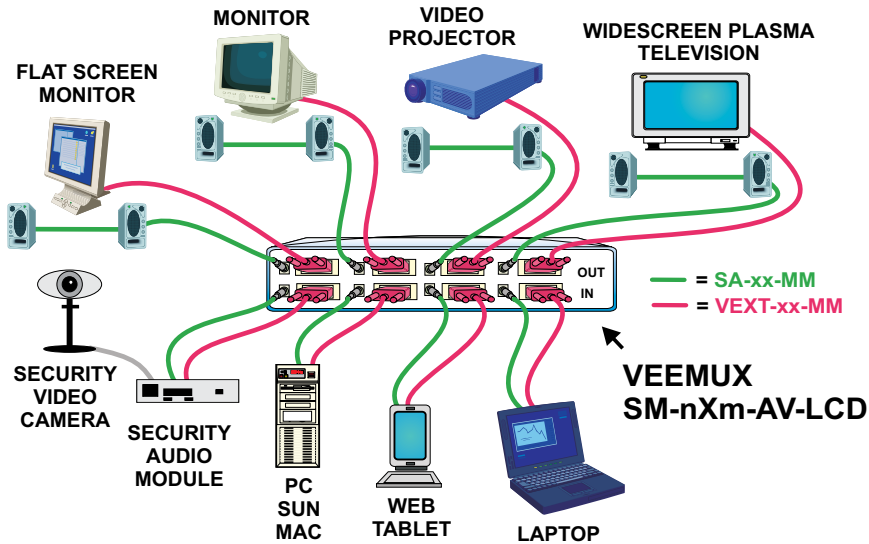 MONITOR
VIDEO
PROJECTOR
WIDESCREEN PLASMA
TELEVISION
FLAT SCREEN
MONITOR
OUT
IN
= SA-xx-MM
= VEXT-xx-MM
VEEMUX
SM-nXm-AV-LCD
SECURITY
VIDEO
CAMERA
SECURITY
AUDIO
MODULE
PC
SUN
MAC
WEB
TABLET
LAPTOP